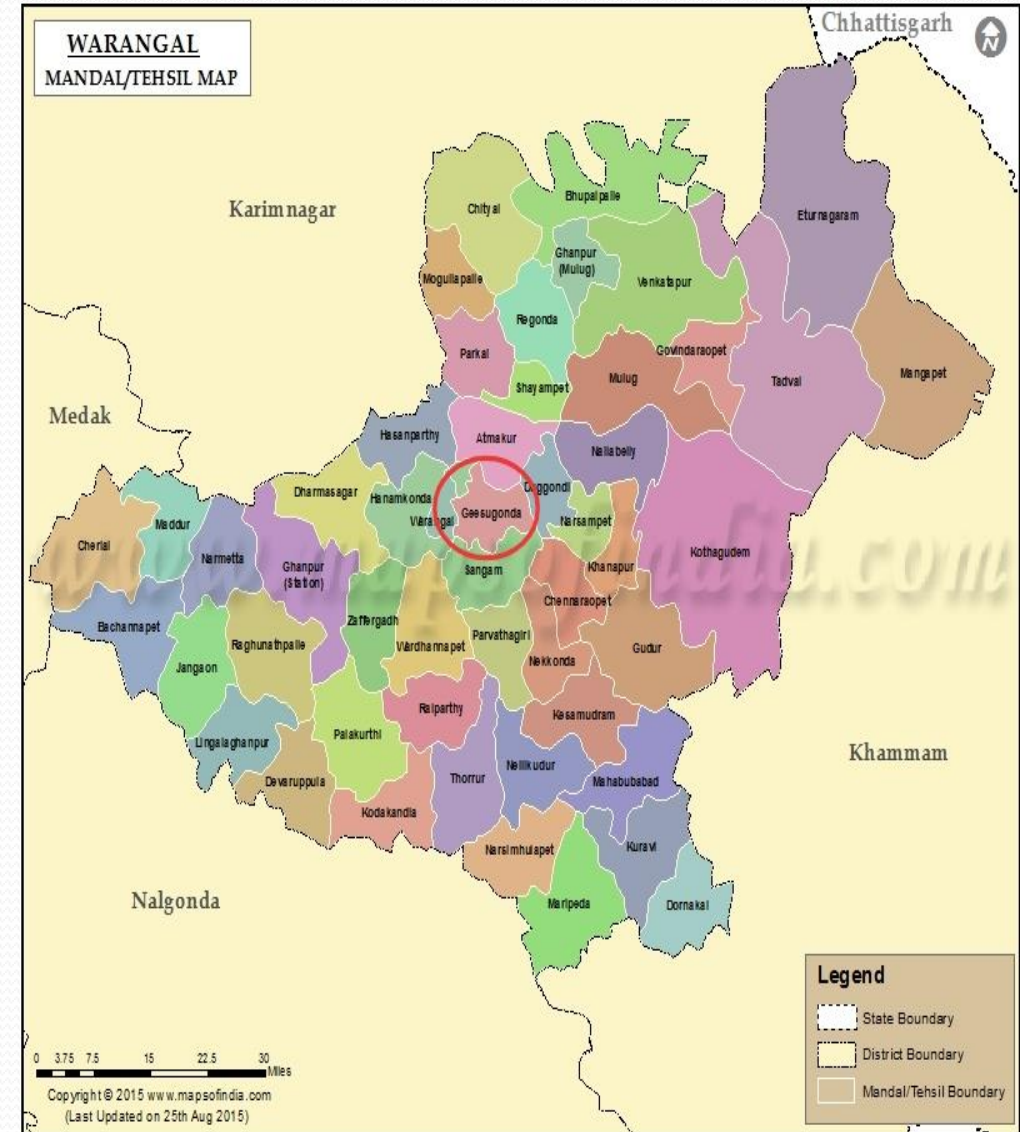 WARANGAL
MANDAL/TEHSIL MAP
Chhattisgarh
N
Karimnagar
Medak
Khammam
Nalgonda
Chityal
Bhupalpalle
Eturnagaram
Ghanpur
(Mulug)
Mogullapalle
Venkatapur
Regonda
Parkal
Govindaraopet
Mangapet
Shayampet
Mulug
Tadvai
Hasanparthy
Atmakur
Nallabelly
Dharmasagar
Hanamkonda
Duggondi
Geesugonda
Warangal
Narsampet
Maddur
Cherial
Narmetta
Ghanpur
(Station)
Sangam
Khanapur
Kothagudem
Chennaraopet
Bachannapet
Zaffergadh
Raghunathpalle
Wardhannapet
Parvathagiri
Gudur
Jangaon
Nekkonda
Raiparthy
Kesamudram
Lingalaghanpur
Palakurthi
Nellikudur
Devaruppula
Thorrur
Mahabubabad
Kodakandla
Kuravi
Narsimhulapet
Maripeda
Dornakal
www.mapsofindia.com
Legend
State Boundary
District Boundary
Mandal/Tehsil Boundary
0 3.75 7.5 15 22.5 30
Miles
Copyright © 2015 www.mapsofindia.com
(Last Updated on 25th Aug 2015)